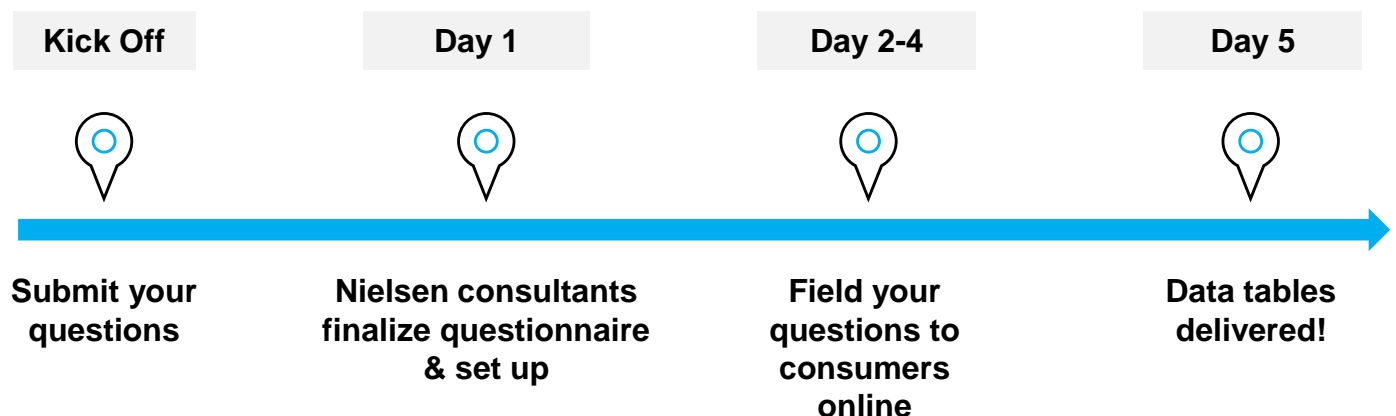 Kick Off
Day 1
Day 2-4
Day 5
Submit your
questions
Nielsen consultants
finalize questionnaire
& set up
Field your
questions to
consumers
online
Data tables
delivered!